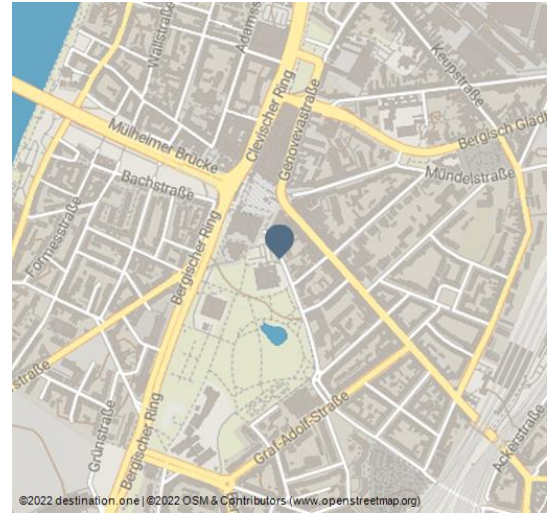 Wallstraße
Adamss
Keupstraße
Clevischer Ring
Genovevastraße
Mülheimer Brücke
Bergisch Gladb
Mündelstraße
Bachstraße
Formesstraße
Bergischer Ring
straße
Grünstraße
Bergischer Ring
Graf-Adolf-Straße
Ackerstraße
©2022 destination.one | ©2022 OSM & Contributors (www.openstreetmap.org)